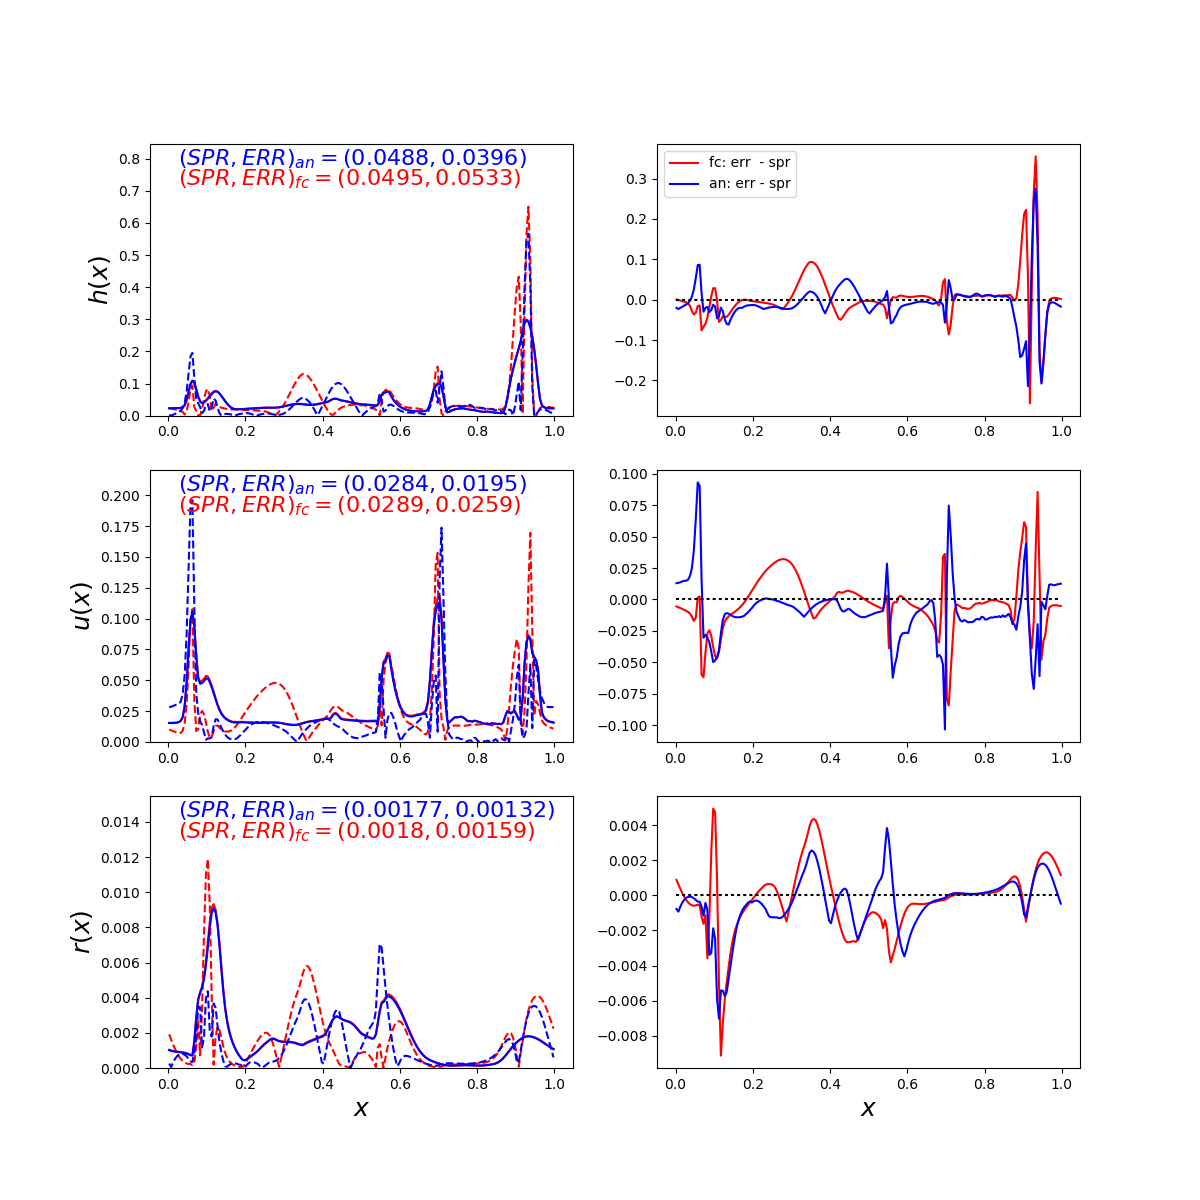 (SPR, ERR)an = (0.0488, 0.0396)
(SPR, ERR)fc = (0.0495, 0.0533)
h(x)
0.8
0.7
0.6
0.5
0.4
0.3
0.2
0.1
0.0
0.0 0.2 0.4 0.6 0.8 1.0
fc: err - spr
an: err - spr
0.3
0.2
0.1
0.0
−0.1
−0.2
0.0 0.2 0.4 0.6 0.8 1.0
(SPR, ERR)an = (0.0284, 0.0195)
(SPR, ERR)fc = (0.0289, 0.0259)
u(x)
0.200
0.175
0.150
0.125
0.100
0.075
0.050
0.025
0.000
0.0 0.2 0.4 0.6 0.8 1.0
0.100
0.075
0.050
0.025
0.000
−0.025
−0.050
−0.075
−0.100
0.0 0.2 0.4 0.6 0.8 1.0
(SPR, ERR)an = (0.00177, 0.00132)
(SPR, ERR)fc = (0.0018, 0.00159)
r(x)
0.014
0.012
0.010
0.008
0.006
0.004
0.002
0.000
0.0 0.2 0.4 0.6 0.8 1.0
x
0.004
0.002
0.000
−0.002
−0.004
−0.006
−0.008
0.0 0.2 0.4 0.6 0.8 1.0
x